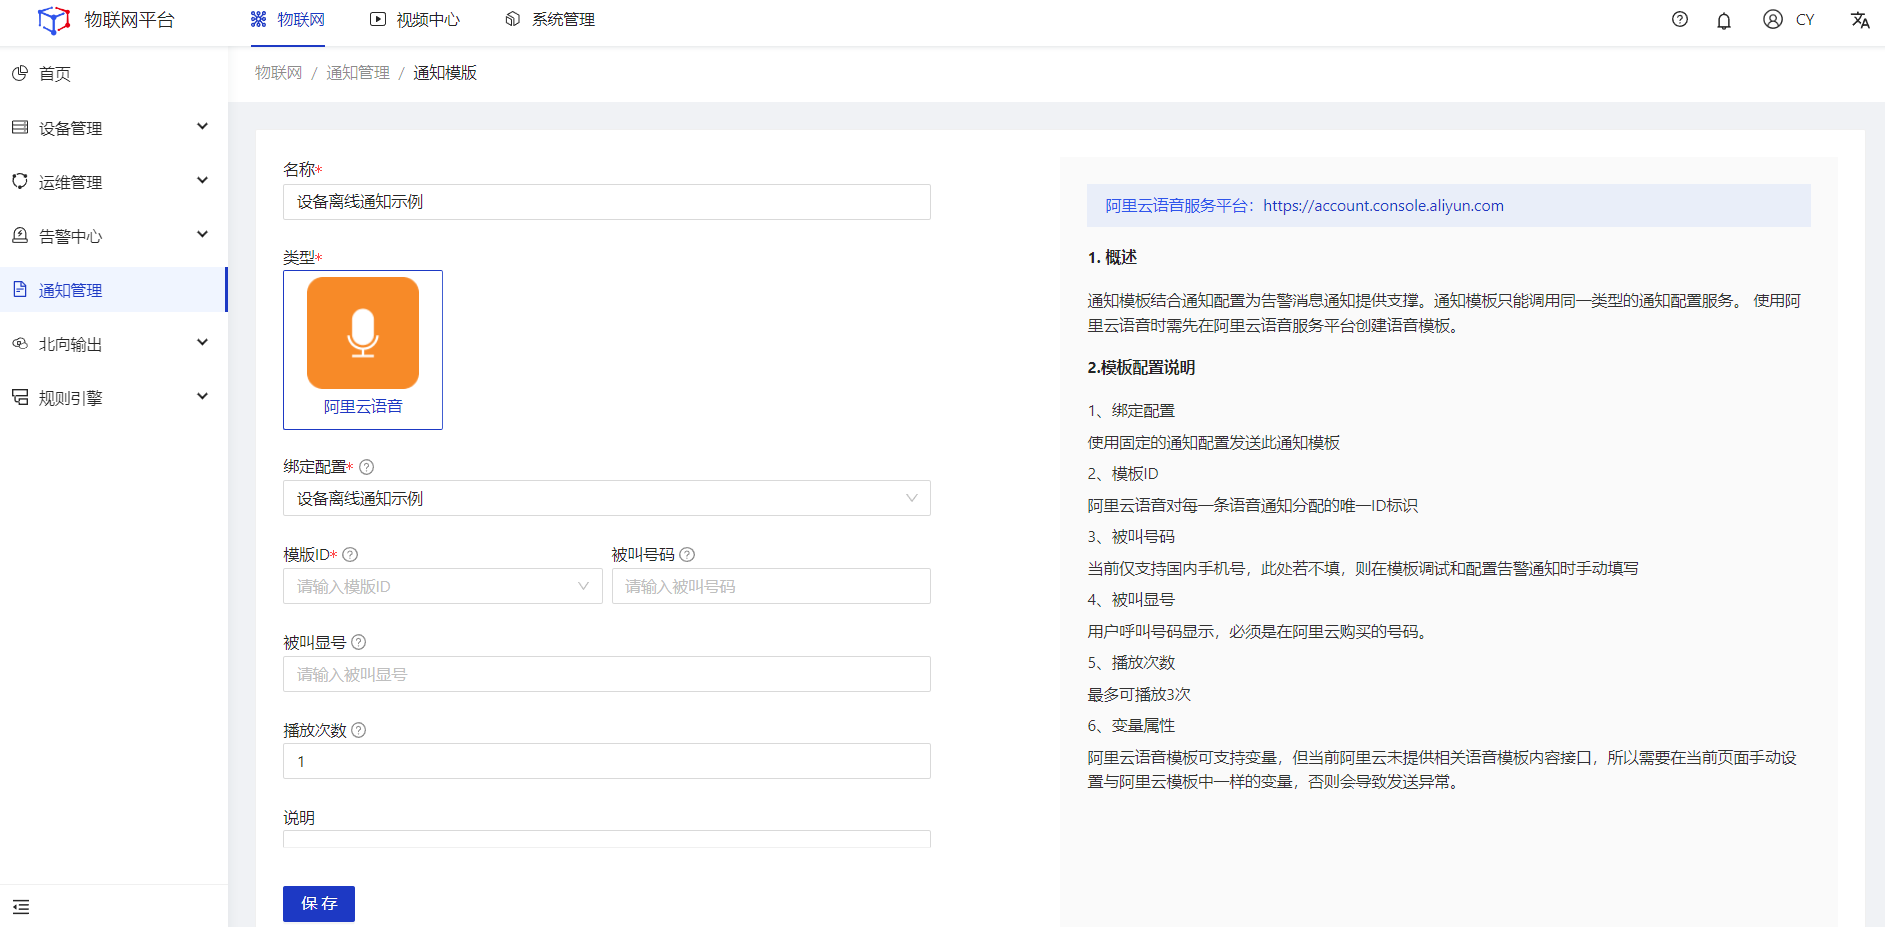 物联网平台
物联网
视频中心
系统管理
CY
首页
设备管理
运维管理
告警中心
通知管理
北向输出
规则引擎
物联网 / 通知管理 / 通知模版
名称*
设备离线通知示例
类型*
阿里云语音
绑定配置*
设备离线通知示例
模版ID*
请输入模版ID
被叫号码
请输入被叫号码
被叫显号
请输入被叫显号
播放次数
1
说明
保 存
阿里云语音服务平台：https://account.console.aliyun.com
1. 概述
通知模板结合通知配置为告警消息通知提供支撑。通知模板只能调用同一类型的通知配置服务。 使用阿
里云语音时需先在阿里云语音服务平台创建语音模板。
2.模板配置说明
1、绑定配置
使用固定的通知配置发送此通知模板
2、模板ID
阿里云语音对每一条语音通知分配的唯一ID标识
3、被叫号码
当前仅支持国内手机号，此处若不填，则在模板调试和配置告警通知时手动填写
4、被叫显号
用户呼叫号码显示，必须是在阿里云购买的号码。
5、播放次数
最多可播放3次
6、变量属性
阿里云语音模板可支持变量，但当前阿里云未提供相关语音模板内容接口，所以需要在当前页面手动设
置与阿里云模板中一样的变量，否则会导致发送异常。